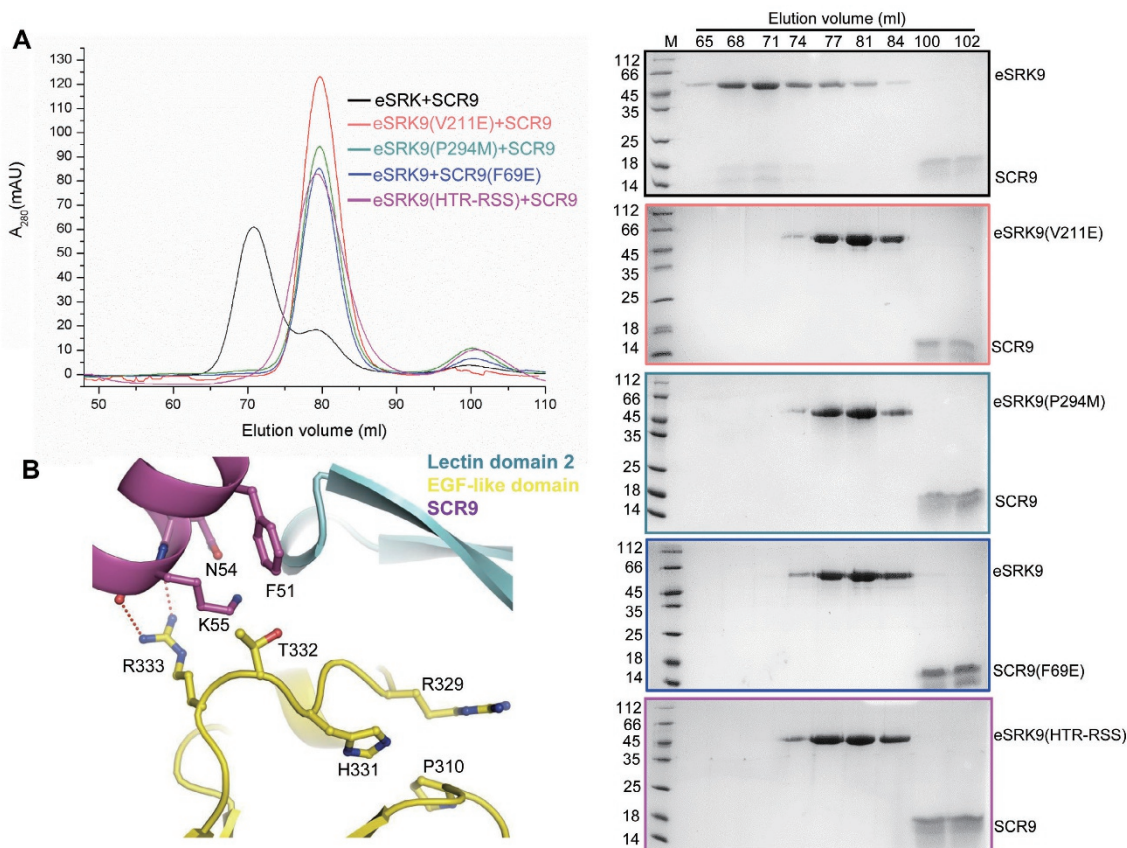 A
130
120
110
100
90
80
70
60
50
40
30
20
10
0
A280(mAU)
50 60 70 80 90 100 110
Elution volume (ml)
eSRK+SCR9
eSRK9(V211E)+SCR9
eSRK9(P294M)+SCR9
eSRK9+SCR9(F69E)
eSRK9(HTR-RSS)+SCR9
B
Lectin domain 2
EGF-like domain
SCR9
N54
F51
K55
T332
R333
R329
H331
P310
Elution volume (ml)
M 65 68 71 74 77 81 84 100 102
112
66
45
35
25
18
14
eSRK9
SCR9
112
66
45
35
25
18
14
eSRK9(V211E)
SCR9
112
66
45
35
25
18
14
eSRK9(P294M)
SCR9
112
66
45
35
25
18
14
eSRK9
SCR9(F69E)
112
66
45
35
25
18
14
eSRK9(HTR-RSS)
SCR9